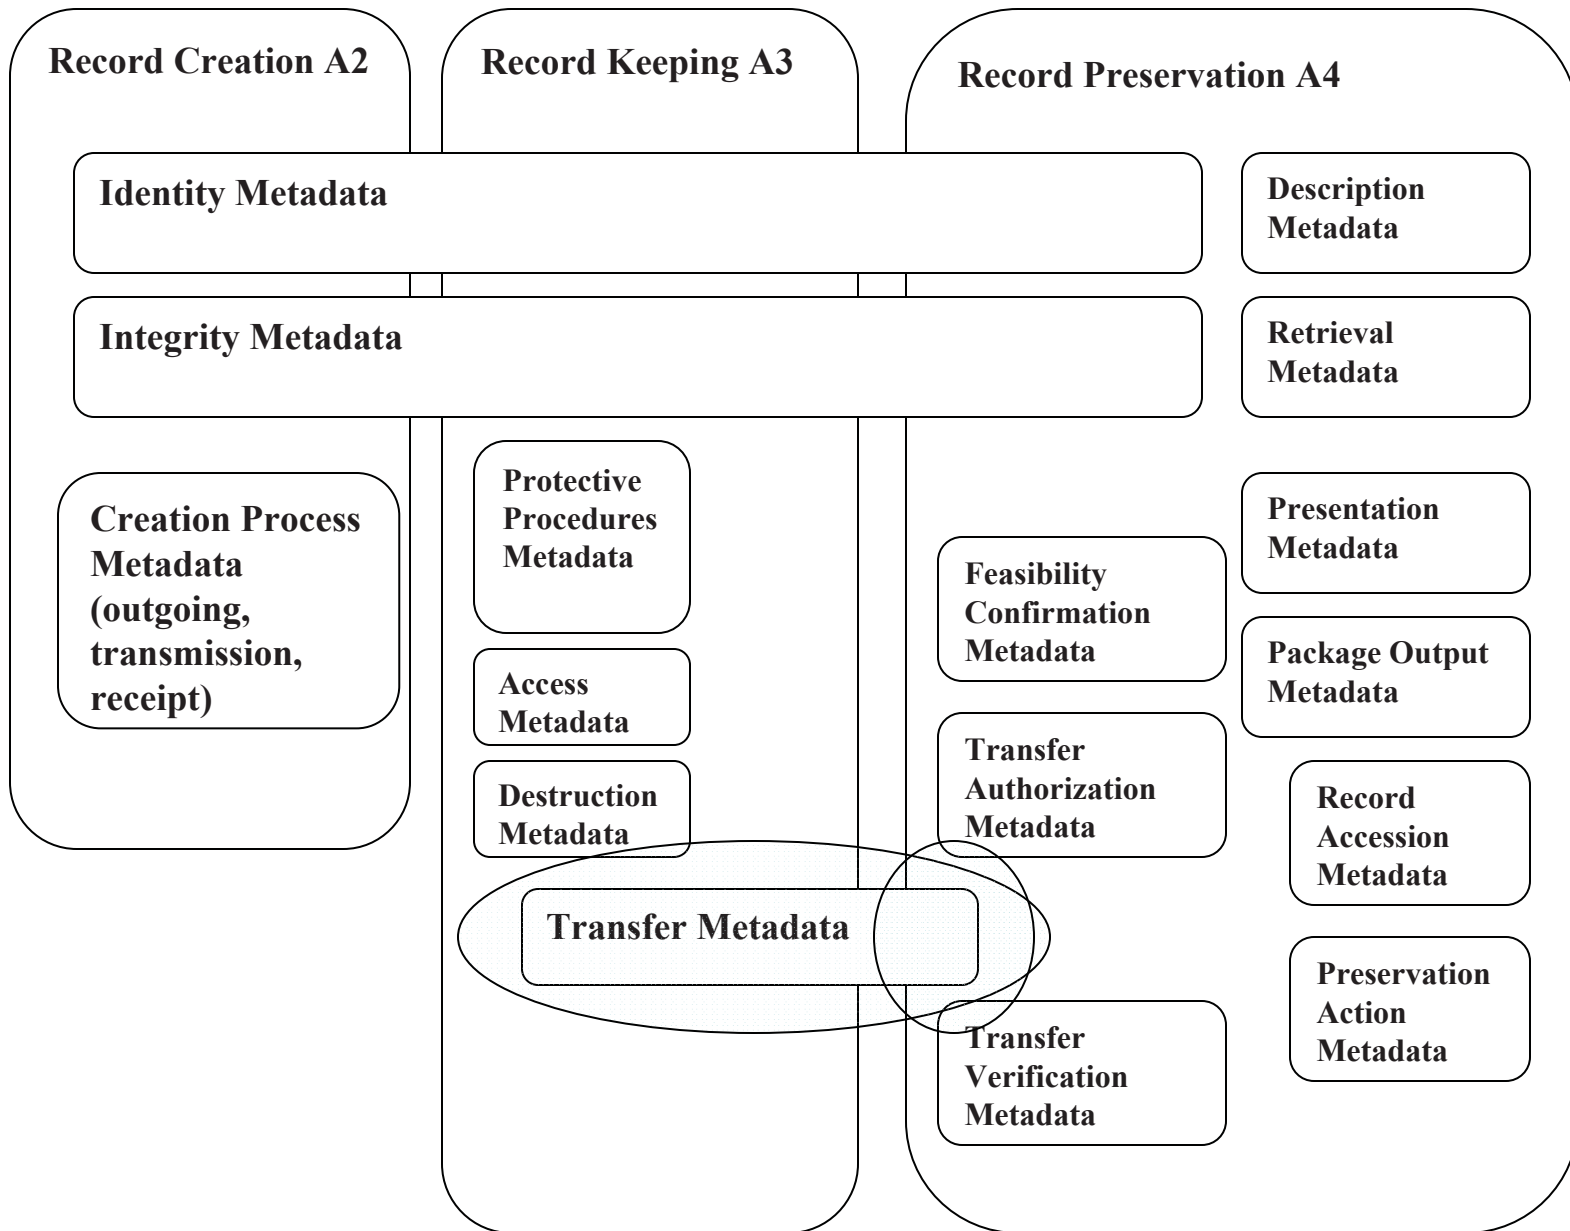 Record Creation A2
Record Keeping A3
Record Preservation A4
Identity Metadata
Description
Metadata
Integrity Metadata
Retrieval
Metadata
Creation Process
Metadata
(outgoing,
transmission,
receipt)
Protective
Procedures
Metadata
Access
Metadata
Destruction
Metadata
Transfer Metadata
Feasibility
Confirmation
Metadata
Transfer
Authorization
Metadata
Transfer
Verification
Metadata
Presentation
Metadata
Package Output
Metadata
Record
Accession
Metadata
Preservation
Action
Metadata